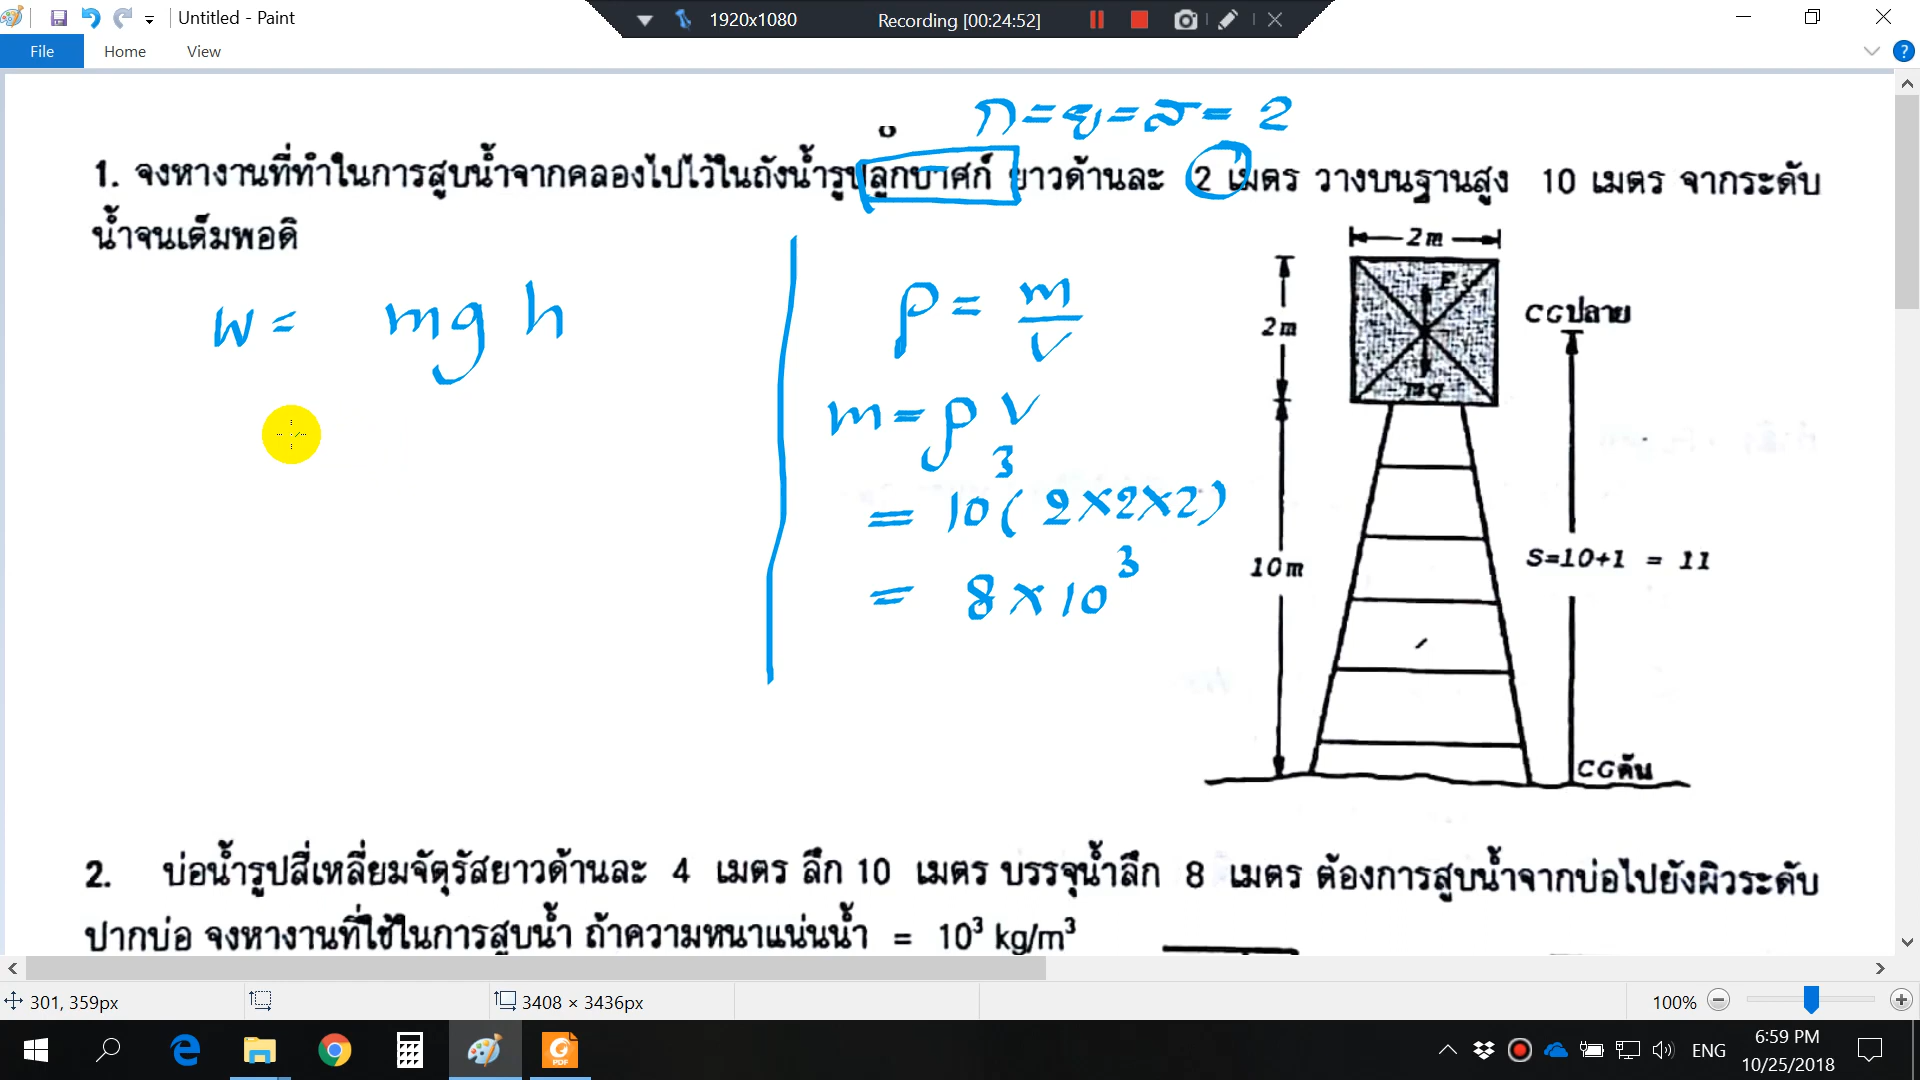 Untitled - Paint
1920x1080
Recording [00:24:52]
File
Home
View
ก=ย=ส= 2
1. จงหางานที่ทำในการสูบน้ำจากคลองไปไว้ในถังน้ำรูปลูกบาศก์ ยาวด้านละ 2 เมตร วางบนฐานสูง 10 เมตร จากระดับ
น้ำจนเต็มพอดี
W = mgh
ρ = m/V
m = ρV
= 10³(2×2×2)
= 8×10³
2m
2m
F
mg
CGปลาย
10m
S=10+1 = 11
CGต้น
2. บ่อน้ำรูปสี่เหลี่ยมจัตุรัสยาวด้านละ 4 เมตร ลึก 10 เมตร บรรจุน้ำลึก 8 เมตร ต้องการสูบน้ำจากบ่อไปยังผิวระดับ
ปากบ่อ จงหางานที่ใช้ในการสูบน้ำ ถ้าความหนาแน่นน้ำ = 10³ kg/m³
301, 359px
3408 × 3436px
100%
PDF
ENG
6:59 PM
10/25/2018